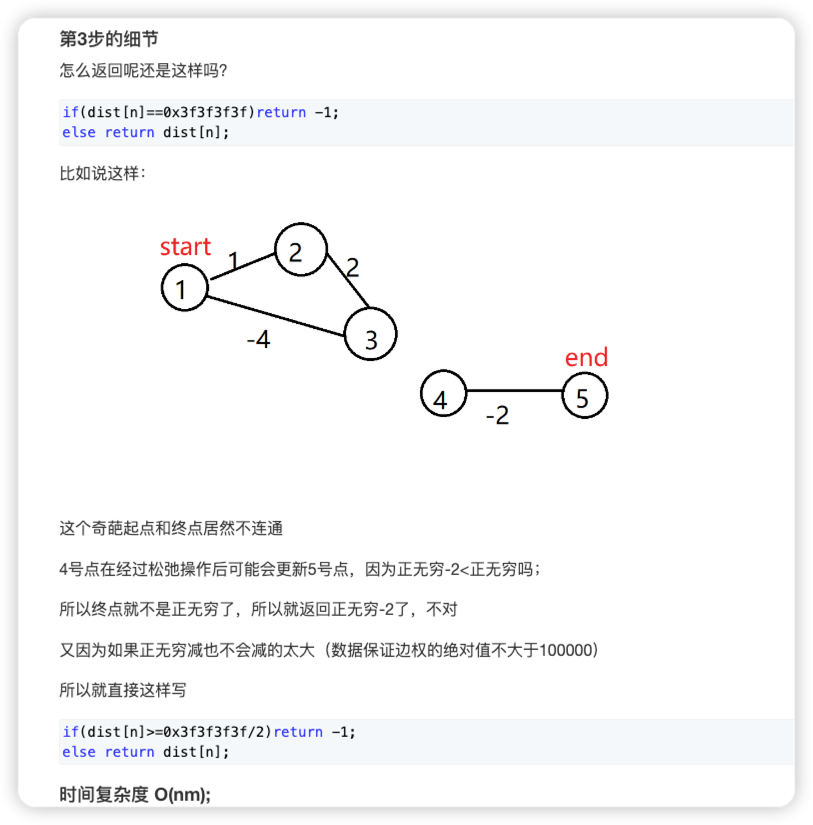 第3步的细节
怎么返回呢还是这样吗?
if(dist[n]==0x3f3f3f3f)return -1;
else return dist[n];
比如说这样：
start
1
2
2
1
-4
3
end
4
-2
5
这个奇葩起点和终点居然不连通
4号点在经过松弛操作后可能会更新5号点，因为正无穷-2<正无穷吗；
所以终点就不是正无穷了，所以就返回正无穷-2了，不对
又因为如果正无穷减也不会减的太大（数据保证边权的绝对值不大于100000）
所以就直接这样写
if(dist[n]>=0x3f3f3f3f/2)return -1;
else return dist[n];
时间复杂度 O(nm);